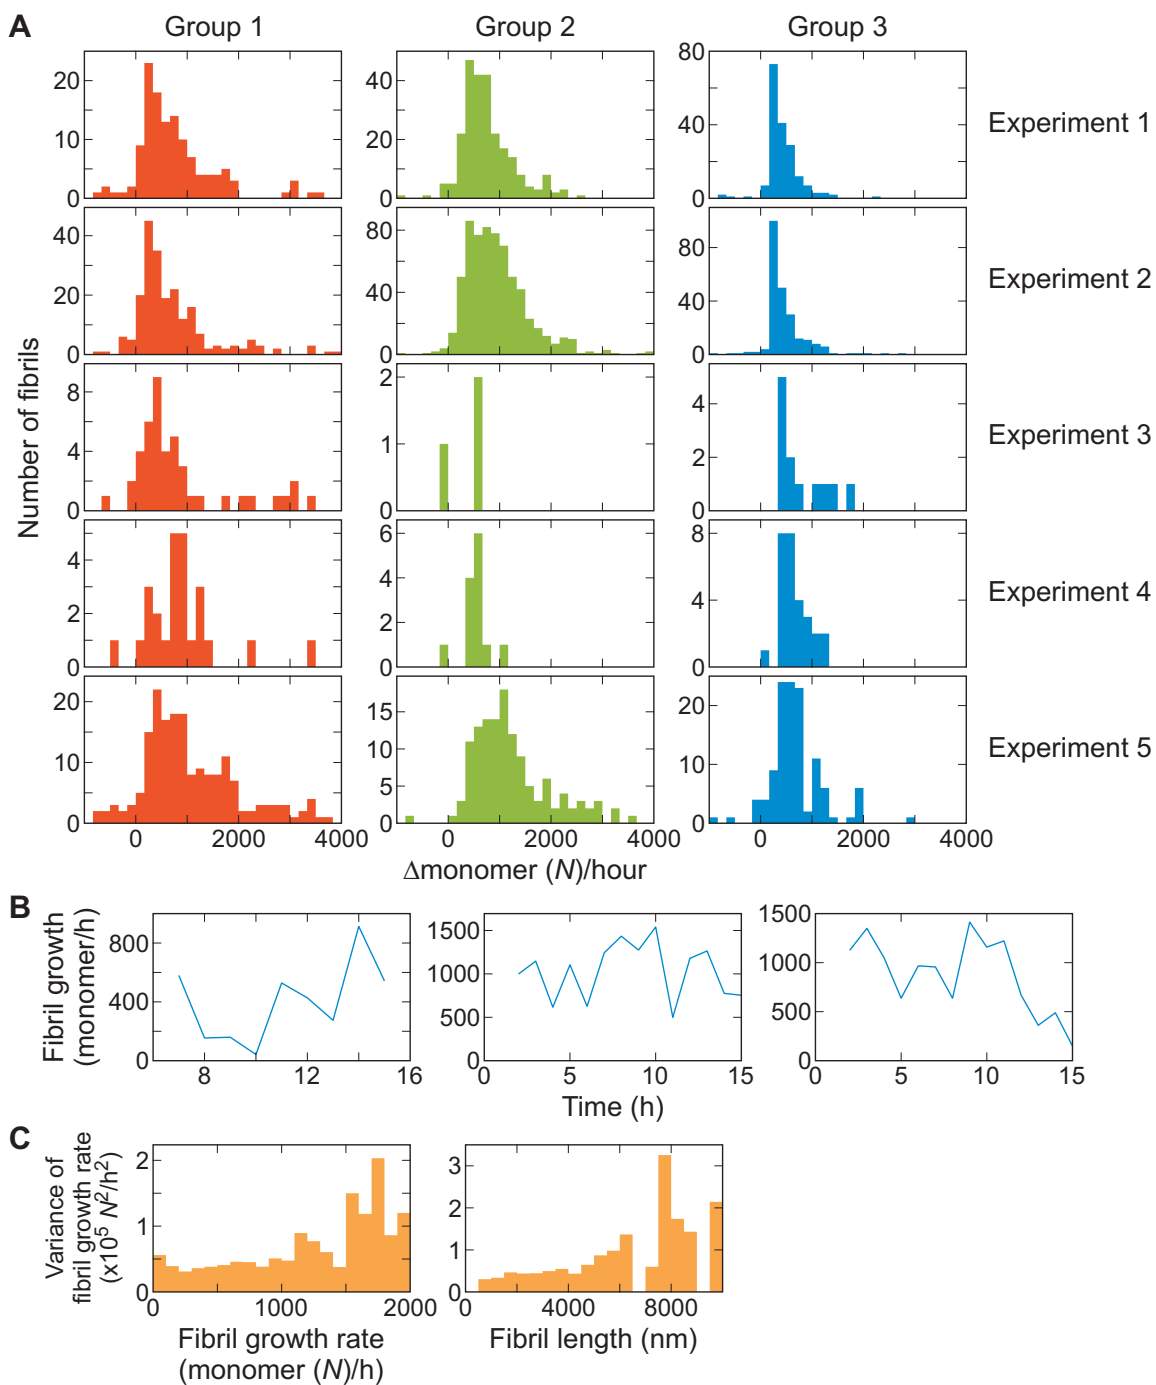 A
Group 1
Group 2
Group 3
20
10
0
40
20
0
80
40
0
Experiment 1
40
20
0
80
40
0
80
40
0
Experiment 2
Number of fibrils
8
4
0
2
1
0
4
2
0
Experiment 3
4
2
0
6
4
2
0
8
4
0
Experiment 4
20
10
0
15
10
5
0
20
10
0
Experiment 5
0 2000 4000
0 2000 4000
0 2000 4000
Δmonomer (N)/hour
B
Fibril growth
(monomer/h)
800
400
0
8 12 16
1500
1000
500
0
0 5 10 15
1500
1000
500
0
0 5 10 15
Time (h)
C
Variance of
fibril growth rate
(x10⁵ N²/h²)
2
1
0
0 1000 2000
3
2
1
0
0 4000 8000
Fibril growth rate
(monomer (N)/h)
Fibril length (nm)